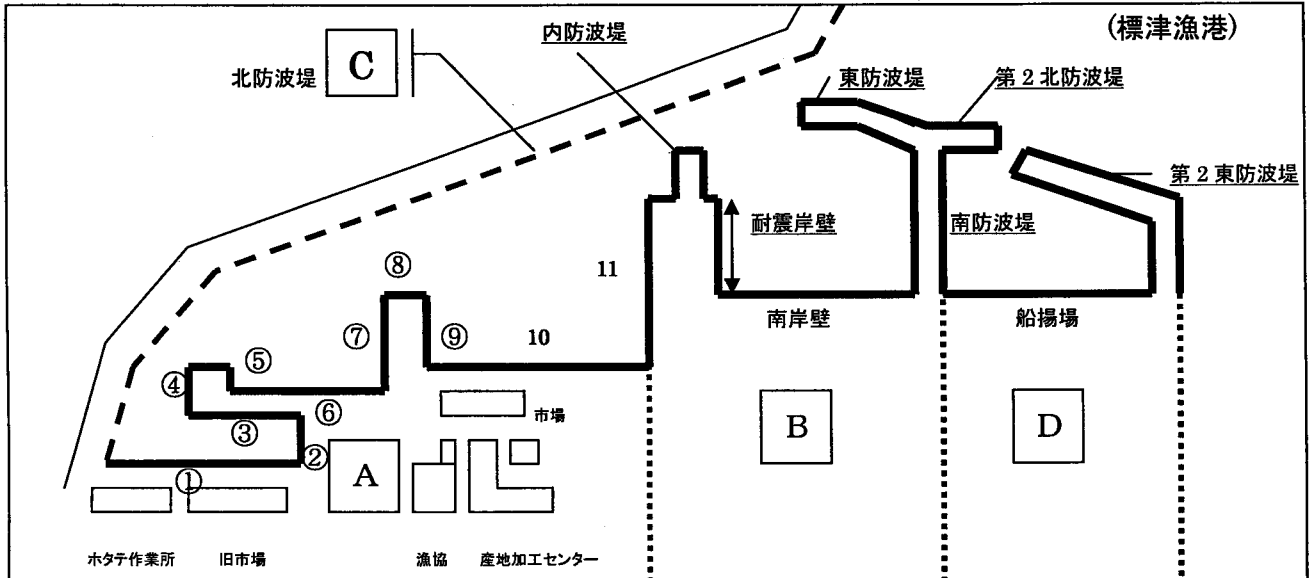 (標津漁港)
内防波堤
北防波堤
C
東防波堤
第2北防波堤
第2東防波堤
耐震岸壁
南防波堤
⑧
11
南岸壁
船揚場
⑦
⑨
10
⑤
④
⑥
市場
③
B
D
②
A
①
ホタテ作業所
旧市場
漁協
産地加工センター